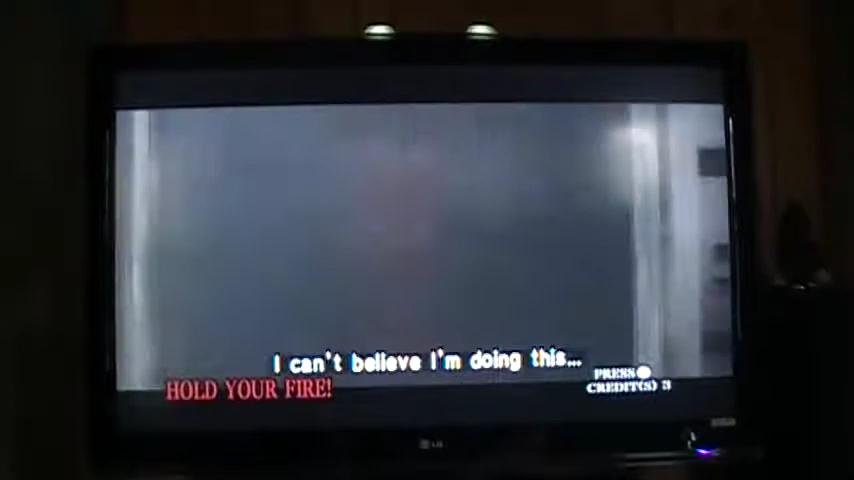 I can't believe I'm doing this...
HOLD YOUR FIRE!
PRESS
CREDIT(S) 3
LG